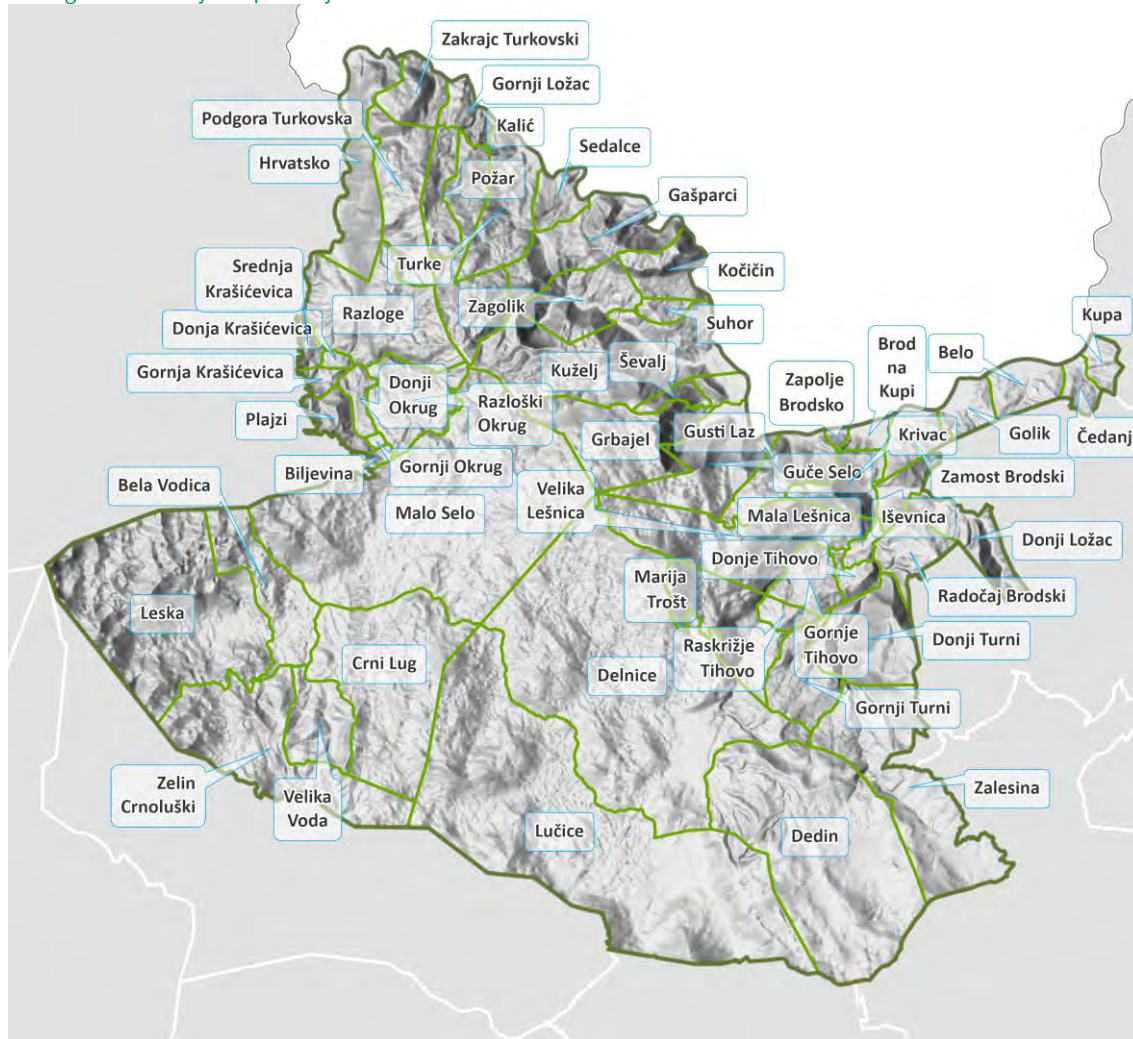 Zakrajc Turkovski
Gornji Ložac
Podgora Turkovska
Kalić
Sedalce
Hrvatsko
Požar
Gašparci
Srednja
Krašićevica
Turke
Kočičin
Zagolik
Razloge
Suhor
Kupa
Donja Krašićevica
Brod
na
Kupi
Belo
Gornja Krašićevica
Kuželj
Ševalj
Donji
Okrug
Razloški
Okrug
Zapolje
Brodsko
Plajzi
Grbajel
Gusti Laz
Krivac
Golik
Čedanj
Biljevina
Gornji Okrug
Guče Selo
Zamost Brodski
Bela Vodica
Malo Selo
Velika
Lešnica
Mala Lešnica
Iševnica
Donji Ložac
Donje Tihovo
Leska
Marija
Trošt
Radočaj Brodski
Crni Lug
Delnice
Raskrižje
Tihovo
Gornje
Tihovo
Donji Turni
Gornji Turni
Zelin
Crnoluški
Velika
Voda
Zalesina
Lučice
Dedin